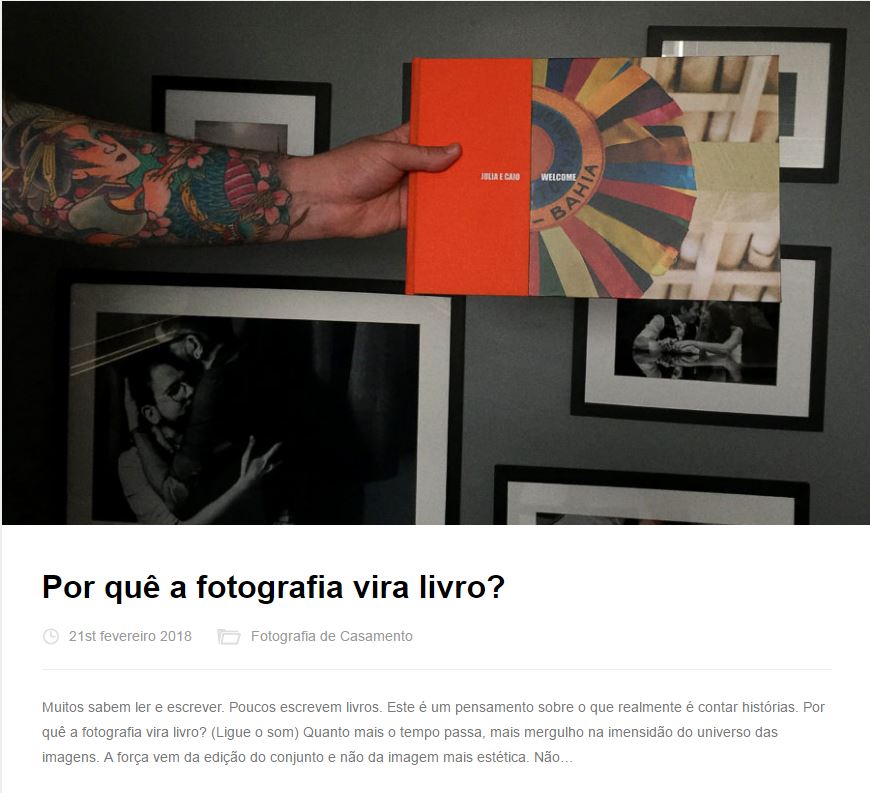 JULIA E CAIO
WELCOME
- BAHIA
Por quê a fotografia vira livro?
21st fevereiro 2018
Fotografia de Casamento
Muitos sabem ler e escrever. Poucos escrevem livros. Este é um pensamento sobre o que realmente é contar histórias. Por
quê a fotografia vira livro? (Ligue o som) Quanto mais o tempo passa, mais mergulho na imensidão do universo das
imagens. A força vem da edição do conjunto e não da imagem mais estética. Não…